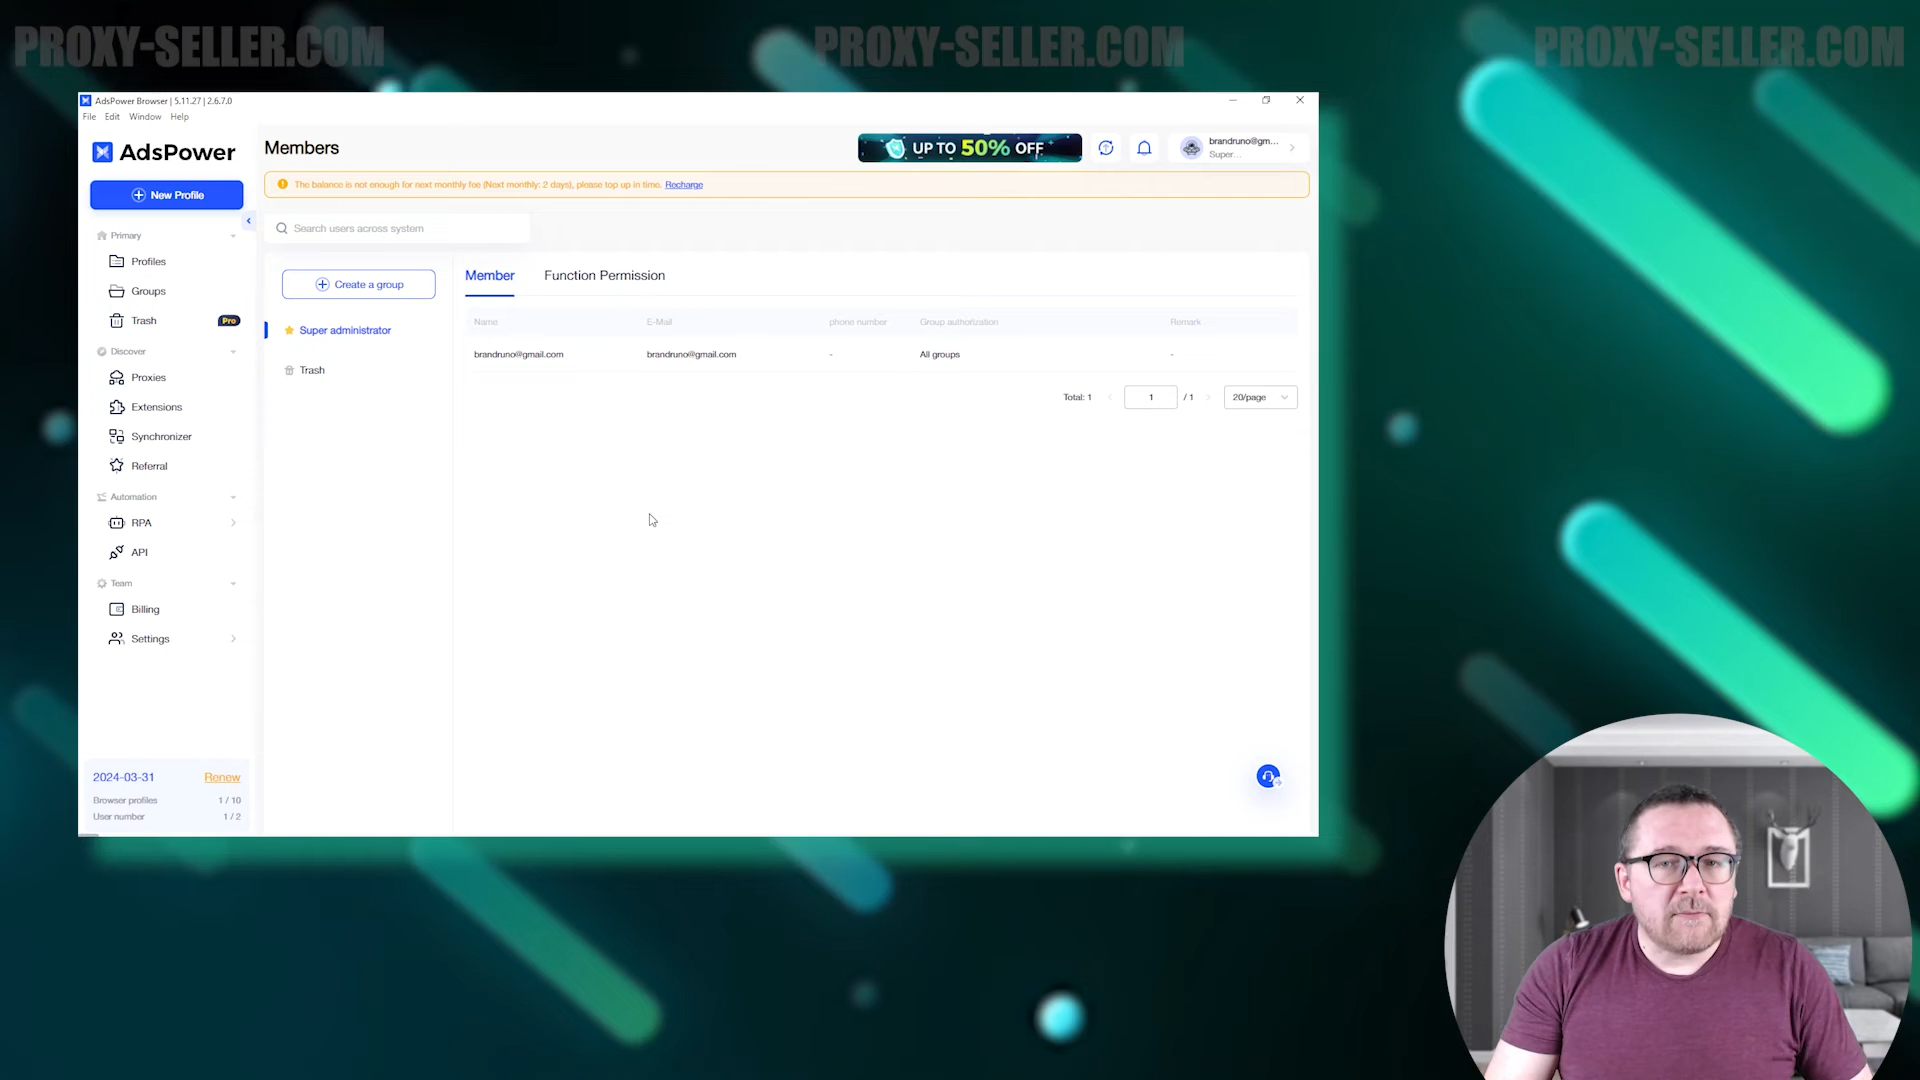 PROXY-SELLER.COM PROXY-SELLER.COM PROXY-SELLER.COM
AdsPower Browser | 5.11.27 | 2.6.7.0
File Edit Window Help
AdsPower
Members
UP TO 50% OFF
brandruno@gm...
Super...
The balance is not enough for next monthly fee (Next monthly: 2 days), please top up in time. Recharge
New Profile
Search users across system
Primary
Profiles
Groups
Trash Pro
Discover
Proxies
Extensions
Synchronizer
Referral
Automation
RPA
API
Team
Billing
Settings
2024-03-31 Renew
Browser profiles 1 / 10
User number 1 / 2
Create a group
Super administrator
Trash
Member Function Permission
Name E-Mail phone number Group authorization Remark
brandruno@gmail.com brandruno@gmail.com - All groups -
Total: 1 1 / 1 20/page